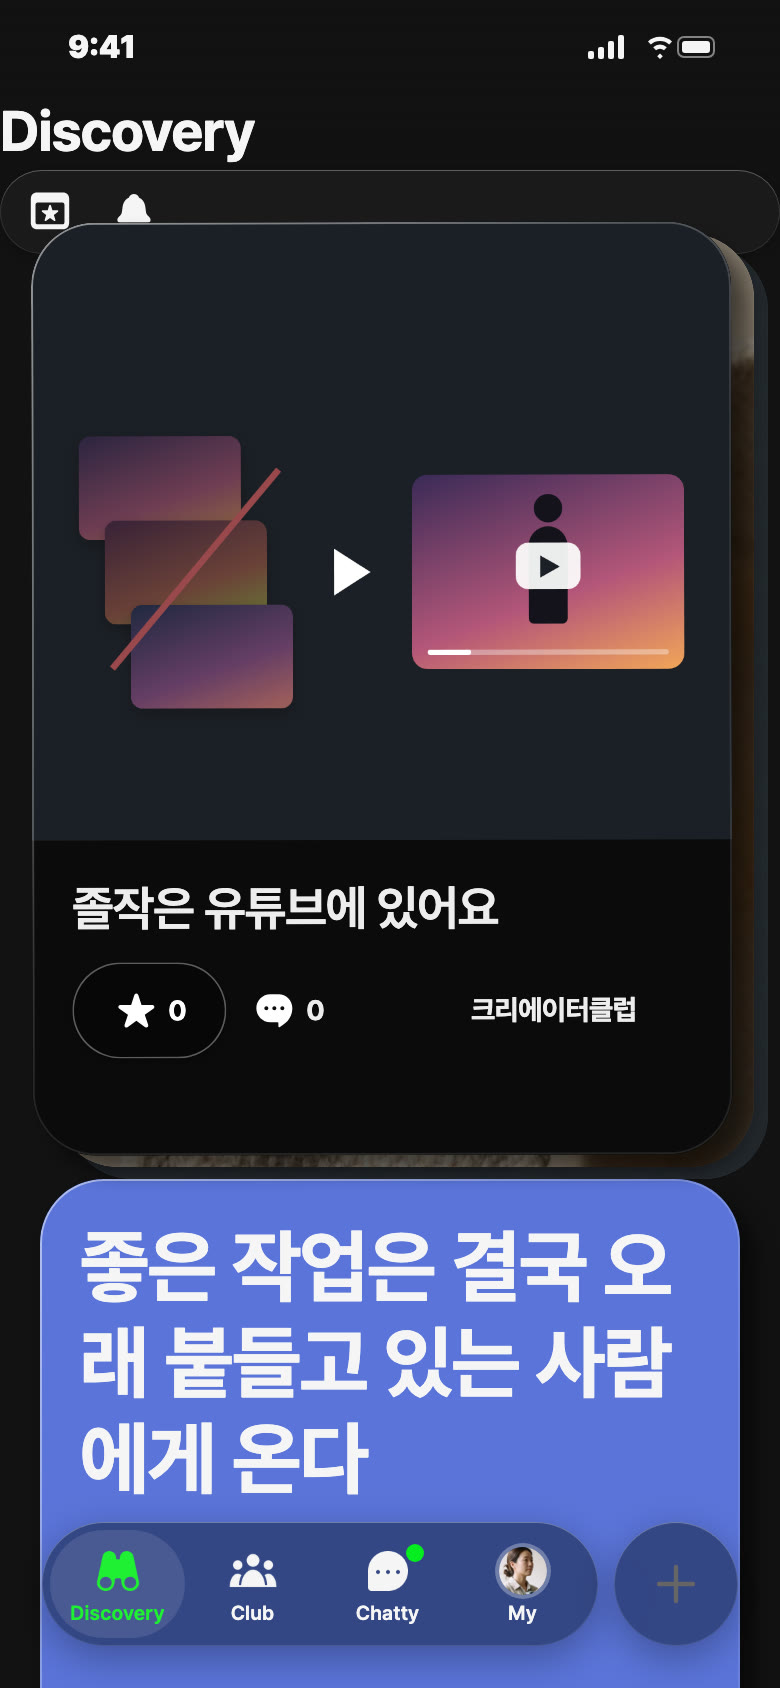 9:41
Discovery
졸작은 유튜브에 있어요
0
0
크리에이터클럽
좋은 작업은 결국 오
래 붙들고 있는 사람
에게 온다
Discovery
Club
Chatty
My